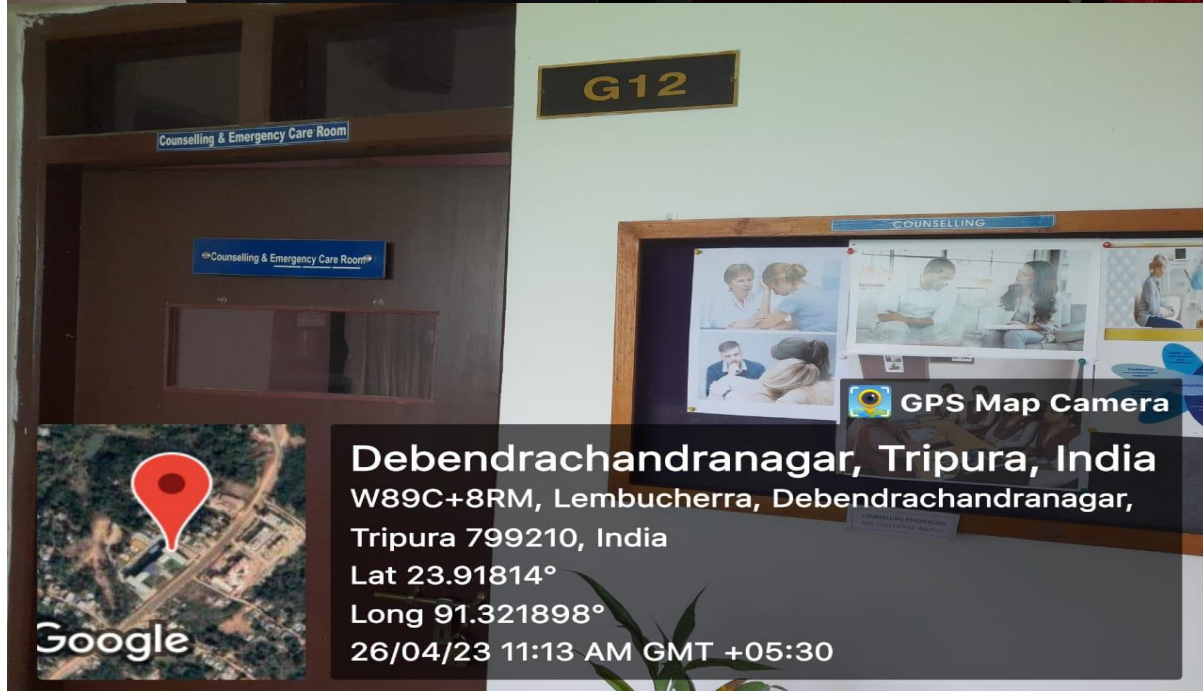 G12
Counselling & Emergency Care Room
Counselling & Emergency Care Room
COUNSELLING
GPS Map Camera
Debendrachandranagar, Tripura, India
W89C+8RM, Lembucherra, Debendrachandranagar,
Tripura 799210, India
Lat 23.91814°
Long 91.321898°
26/04/23 11:13 AM GMT +05:30
Google